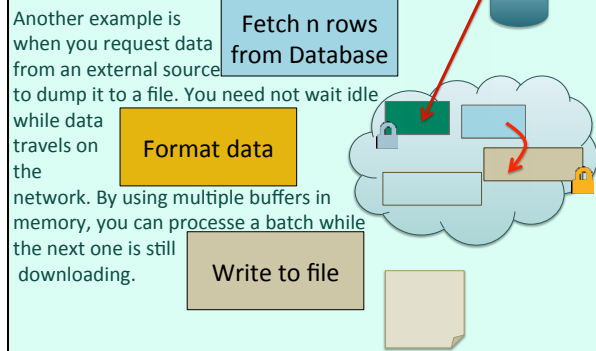 Another example is
when you request data
from an external source
to dump it to a file. You need not wait idle
while data
travels on
the
network. By using multiple buffers in
memory, you can processe a batch while
the next one is still
downloading.
Fetch n rows
from Database
Format data
Write to file